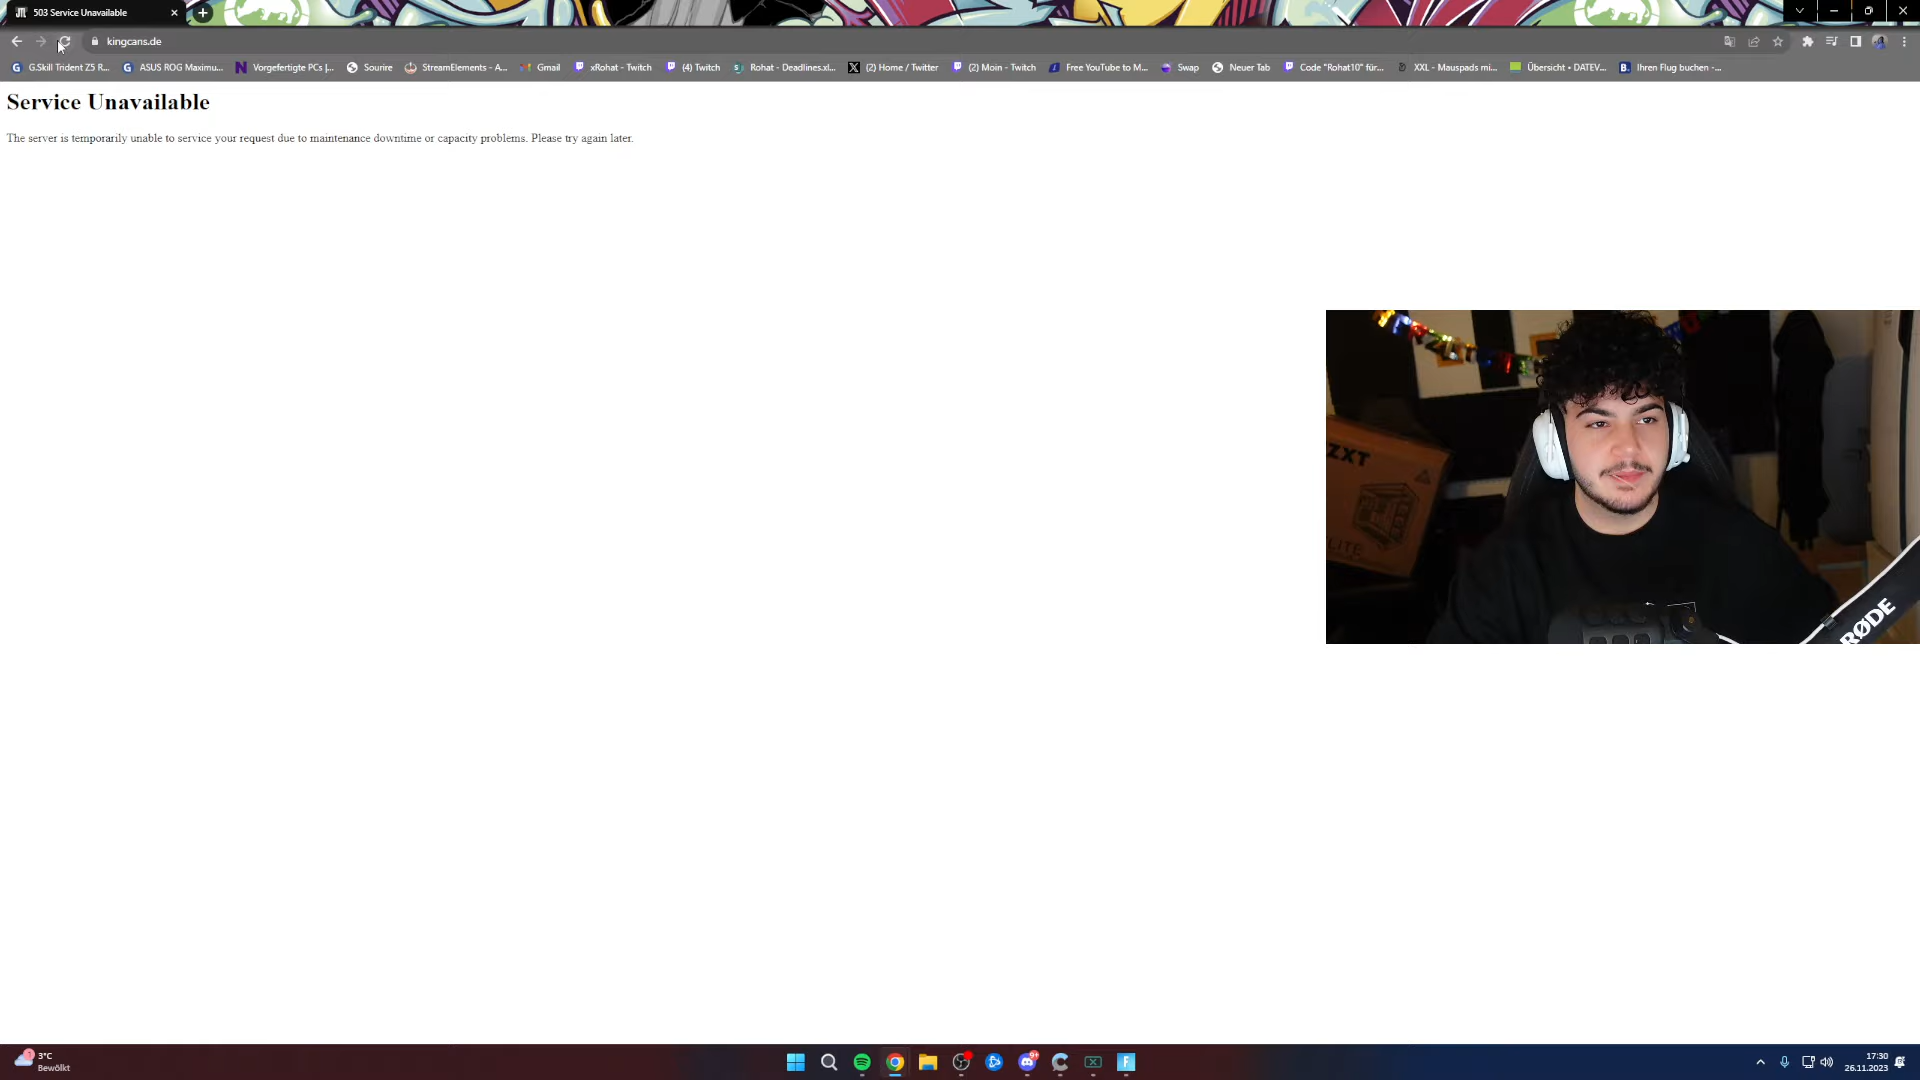 503 Service Unavailable
kingcans.de
G.Skill Trident Z5 R... ASUS ROG Maximu... Vorgefertigte PCs |... Sourire StreamElements - A... Gmail xRohat - Twitch (4) Twitch Rohat - Deadlines.xl... (2) Home / Twitter (2) Moin - Twitch Free YouTube to M... Swap Neuer Tab Code "Rohat10" für... XXL - Mauspads mi... Übersicht • DATEV... Ihren Flug buchen -...
Service Unavailable
The server is temporarily unable to service your request due to maintenance downtime or capacity problems. Please try again later.
NZXT
ELITE
RØDE
3°C
Bewölkt
17:30
26.11.2023